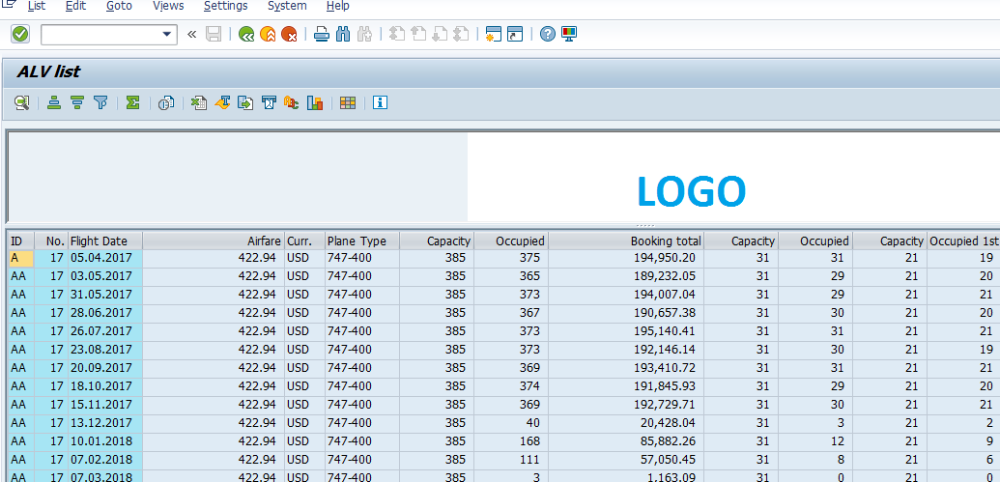 List Edit Goto Views Settings System Help
ALV list
LOGO
ID No. Flight Date Airfare Curr. Plane Type Capacity Occupied Booking total Capacity Occupied Capacity Occupied 1st
A 17 05.04.2017 422.94 USD 747-400 385 375 194,950.20 31 31 21 19
AA 17 03.05.2017 422.94 USD 747-400 385 365 189,232.05 31 29 21 20
AA 17 31.05.2017 422.94 USD 747-400 385 373 194,007.04 31 29 21 21
AA 17 28.06.2017 422.94 USD 747-400 385 367 190,657.38 31 30 21 20
AA 17 26.07.2017 422.94 USD 747-400 385 373 195,140.41 31 31 21 21
AA 17 23.08.2017 422.94 USD 747-400 385 373 192,146.14 31 30 21 19
AA 17 20.09.2017 422.94 USD 747-400 385 369 193,410.72 31 31 21 21
AA 17 18.10.2017 422.94 USD 747-400 385 374 191,845.93 31 29 21 20
AA 17 15.11.2017 422.94 USD 747-400 385 369 192,729.71 31 30 21 21
AA 17 13.12.2017 422.94 USD 747-400 385 40 20,428.04 31 3 21 2
AA 17 10.01.2018 422.94 USD 747-400 385 168 85,882.26 31 12 21 9
AA 17 07.02.2018 422.94 USD 747-400 385 111 57,050.45 31 8 21 6
AA 17 07.03.2018 422.94 USD 747-400 385 3 1,163.09 31 0 21 0